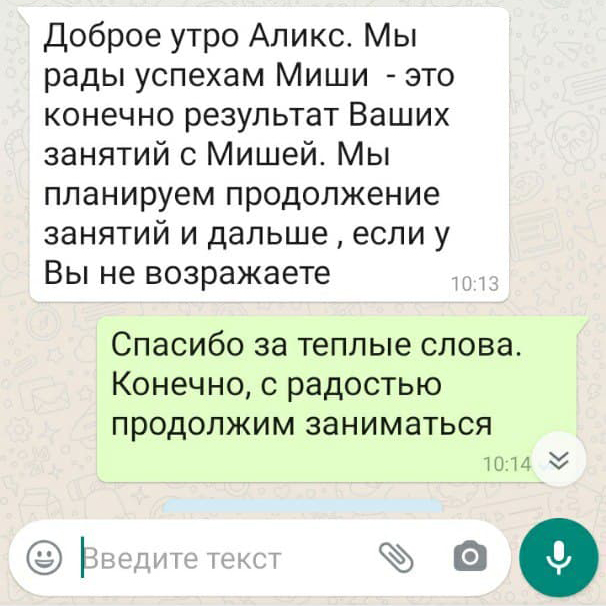 Доброе утро Аликс. Мы
рады успехам Миши - это
конечно результат Ваших
занятий с Мишей. Мы
планируем продолжение
занятий и дальше , если у
Вы не возражаете
10:13
Спасибо за теплые слова.
Конечно, с радостью
продолжим заниматься
10:14
Введите текст